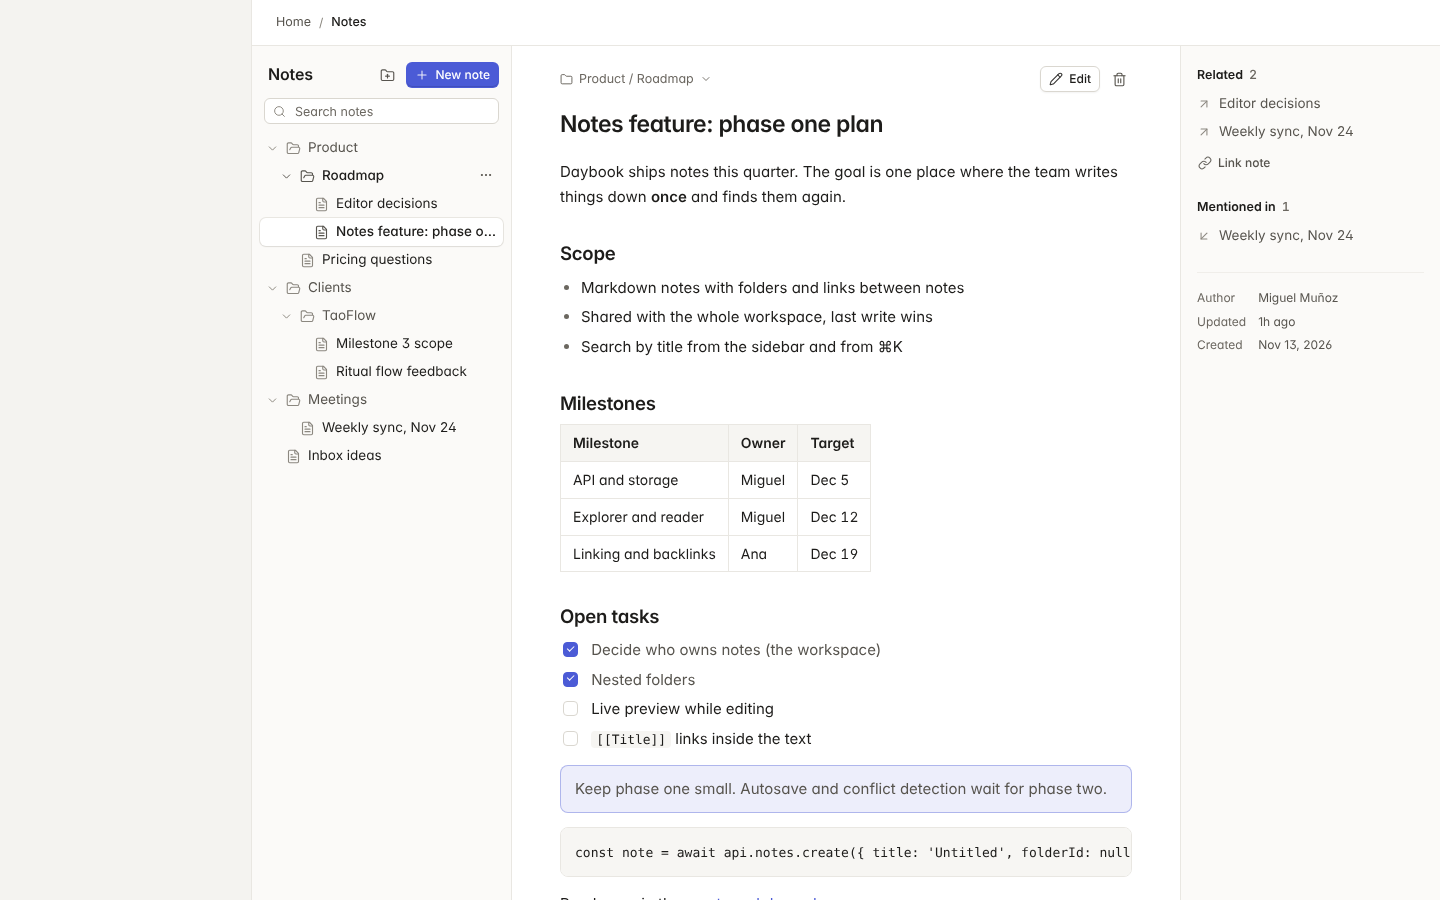 Home / Notes
Notes
New note
Search notes
Product
Roadmap
Editor decisions
Notes feature: phase o...
Pricing questions
Clients
TaoFlow
Milestone 3 scope
Ritual flow feedback
Meetings
Weekly sync, Nov 24
Inbox ideas
Product / Roadmap
Edit
Notes feature: phase one plan
Daybook ships notes this quarter. The goal is one place where the team writes
things down once and finds them again.
Scope
• Markdown notes with folders and links between notes
• Shared with the whole workspace, last write wins
• Search by title from the sidebar and from ⌘K
Milestones
Milestone Owner Target
API and storage Miguel Dec 5
Explorer and reader Miguel Dec 12
Linking and backlinks Ana Dec 19
Open tasks
Decide who owns notes (the workspace)
Nested folders
Live preview while editing
[[Title]] links inside the text
Keep phase one small. Autosave and conflict detection wait for phase two.
const note = await api.notes.create({ title: 'Untitled', folderId: null
Related 2
Editor decisions
Weekly sync, Nov 24
Link note
Mentioned in 1
Weekly sync, Nov 24
Author Miguel Muñoz
Updated 1h ago
Created Nov 13, 2026